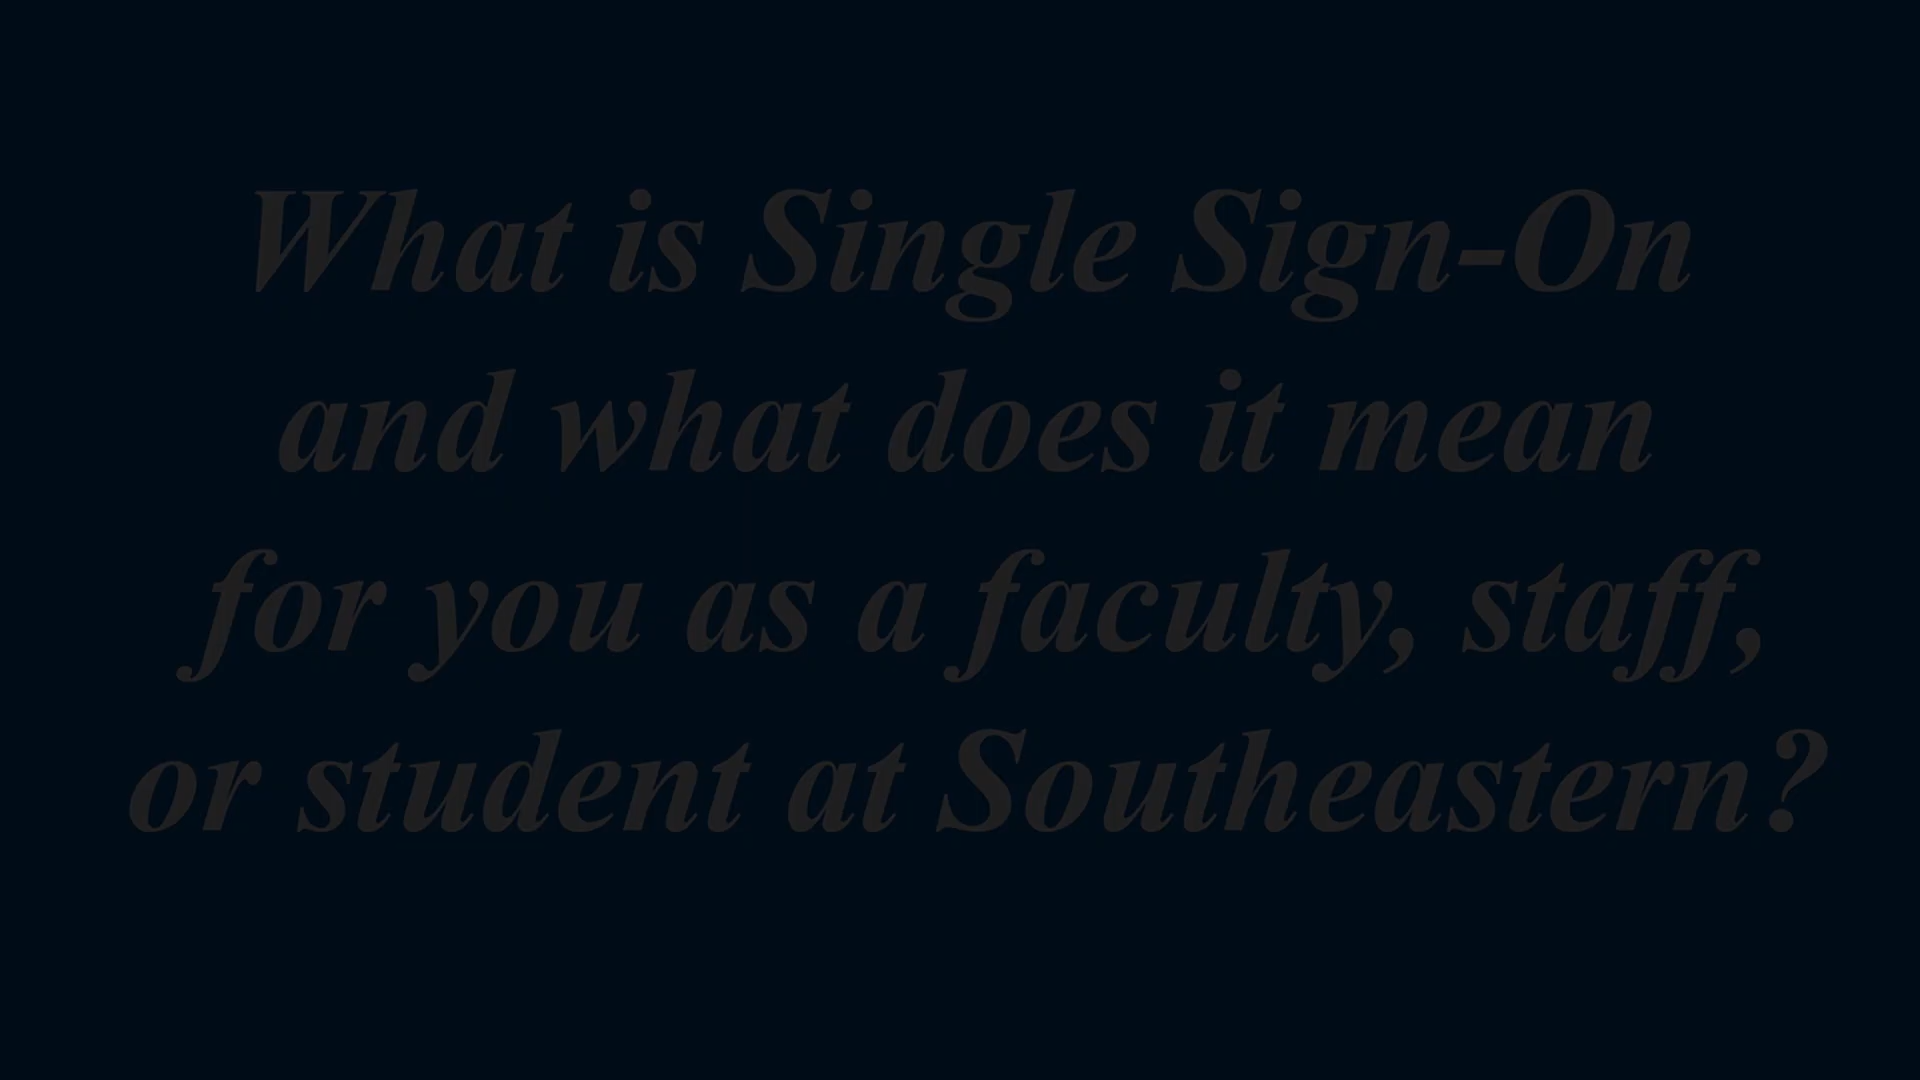 What is Single Sign-On
and what does it mean
for you as a faculty, staff,
or student at Southeastern?